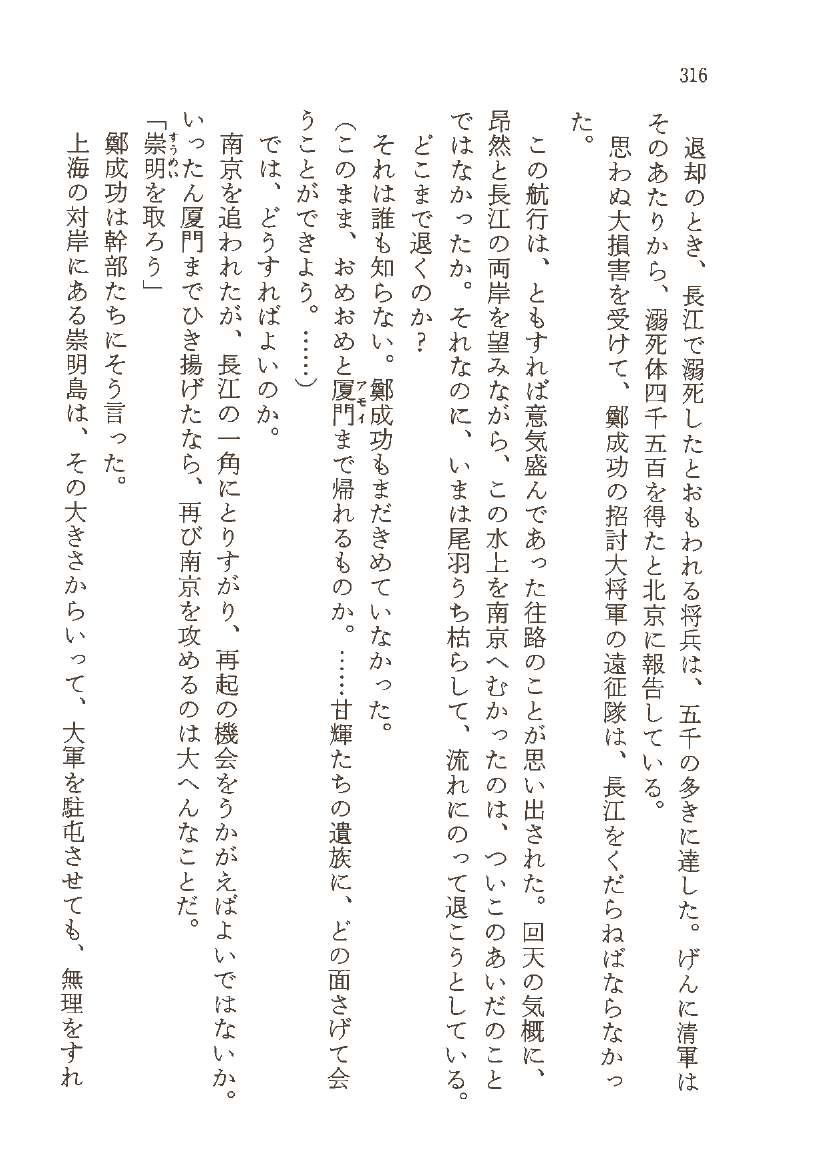 316
退却のとき、長江で溺死したとおもわれる将兵は、五千の多きに達した。げんに清軍は
そのあたりから、溺死体四千五百を得たと北京に報告している。
思わぬ大損害を受けて、鄭成功の招討大将軍の遠征隊は、長江をくだらねばならなかっ
た。
この航行は、ともすれば意気盛んであった往路のことが思い出された。回天の気概に、
昂然と長江の両岸を望みながら、この水上を南京へむかったのは、ついこのあいだのこと
ではなかったか。それなのに、いまは尾羽うち枯らして、流れにのって退こうとしている。
どこまで退くのか?
それは誰も知らない。鄭成功もまだきめていなかった。
(このまま、おめおめと厦門アモイまで帰れるものか。……甘輝たちの遺族に、どの面さげて会
うことができよう。……)
では、どうすればよいのか。
南京を追われたが、長江の一角にとりすがり、再起の機会をうかがえばよいではないか。
いったん厦門までひき揚げたなら、再び南京を攻めるのは大へんなことだ。
「崇明すうめいを取ろう」
鄭成功は幹部たちにそう言った。
上海の対岸にある崇明島は、その大きさからいって、大軍を駐屯させても、無理をすれ